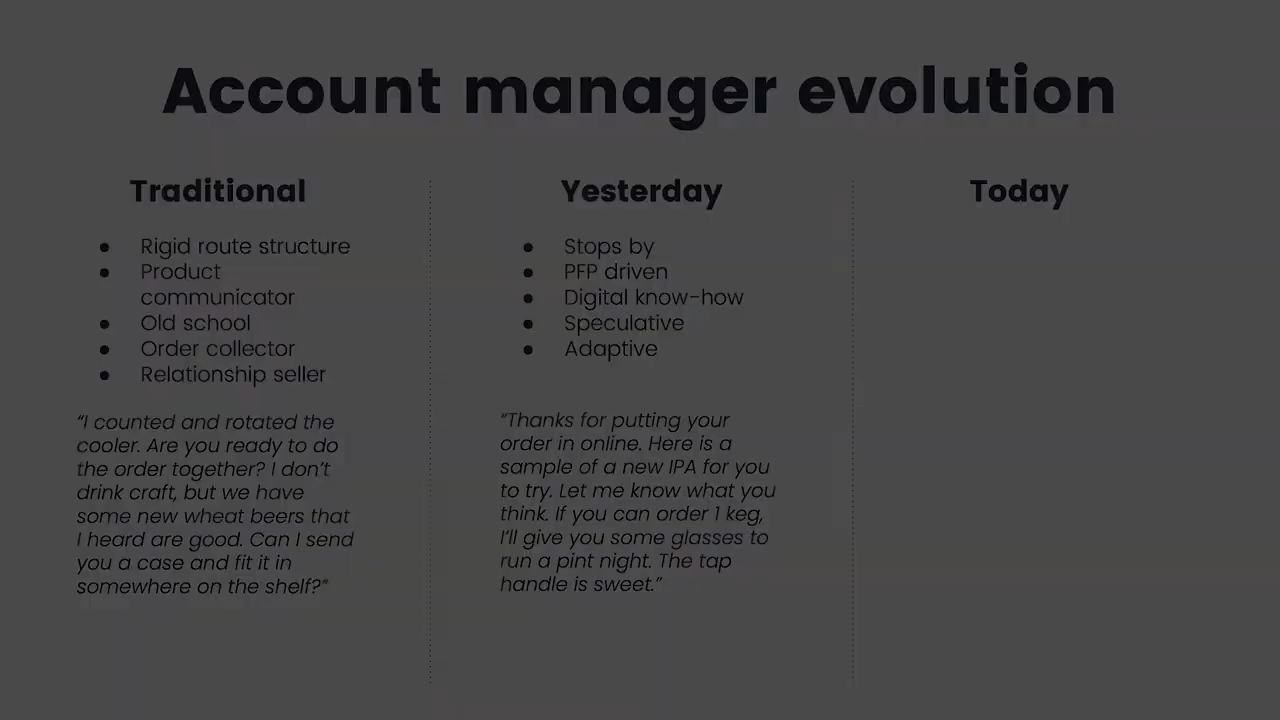 Account manager evolution
Traditional
● Rigid route structure
● Product
communicator
● Old school
● Order collector
● Relationship seller
“I counted and rotated the
cooler. Are you ready to do
the order together? I don’t
drink craft, but we have
some new wheat beers that
I heard are good. Can I send
you a case and fit it in
somewhere on the shelf?”
Yesterday
● Stops by
● PFP driven
● Digital know-how
● Speculative
● Adaptive
“Thanks for putting your
order in online. Here is a
sample of a new IPA for you
to try. Let me know what you
think. If you can order 1 keg,
I’ll give you some glasses to
run a pint night. The tap
handle is sweet.”
Today